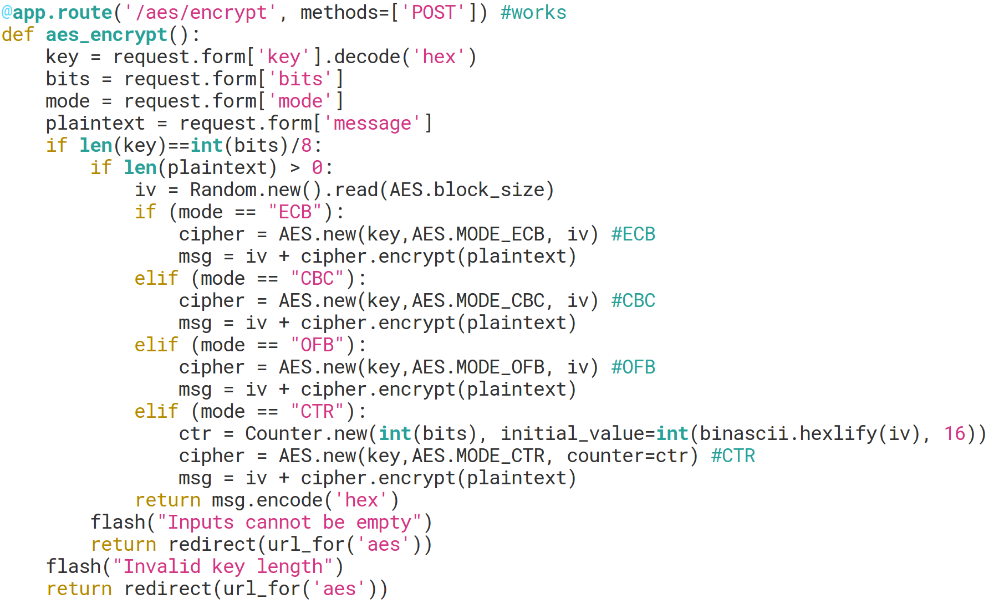 @app.route('/aes/encrypt', methods=['POST']) #works
def aes_encrypt():
    key = request.form['key'].decode('hex')
    bits = request.form['bits']
    mode = request.form['mode']
    plaintext = request.form['message']
    if len(key)==int(bits)/8:
        if len(plaintext) > 0:
            iv = Random.new().read(AES.block_size)
            if (mode == "ECB"):
                cipher = AES.new(key,AES.MODE_ECB, iv) #ECB
                msg = iv + cipher.encrypt(plaintext)
            elif (mode == "CBC"):
                cipher = AES.new(key,AES.MODE_CBC, iv) #CBC
                msg = iv + cipher.encrypt(plaintext)
            elif (mode == "OFB"):
                cipher = AES.new(key,AES.MODE_OFB, iv) #OFB
                msg = iv + cipher.encrypt(plaintext)
            elif (mode == "CTR"):
                ctr = Counter.new(int(bits), initial_value=int(binascii.hexlify(iv), 16))
                cipher = AES.new(key,AES.MODE_CTR, counter=ctr) #CTR
                msg = iv + cipher.encrypt(plaintext)
            return msg.encode('hex')
        flash("Inputs cannot be empty")
        return redirect(url_for('aes'))
    flash("Invalid key length")
    return redirect(url_for('aes'))